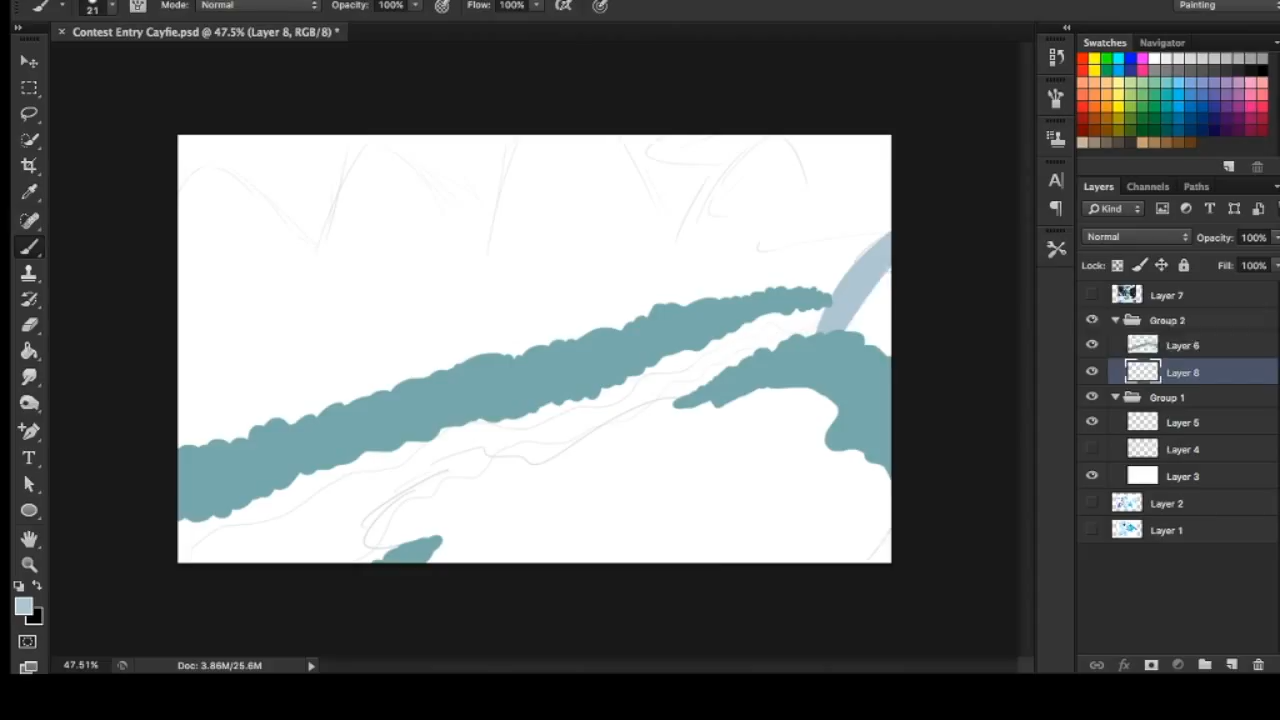 21 Mode: Normal Opacity: 100% Flow: 100% Painting
Contest Entry Cayfie.psd @ 47.5% (Layer 8, RGB/8) *
Swatches Navigator
Layers Channels Paths
Kind
Normal Opacity: 100%
Lock: Fill: 100%
Layer 7
Group 2
Layer 6
Layer 8
Group 1
Layer 5
Layer 4
Layer 3
Layer 2
Layer 1
47.51% Doc: 3.86M/25.6M